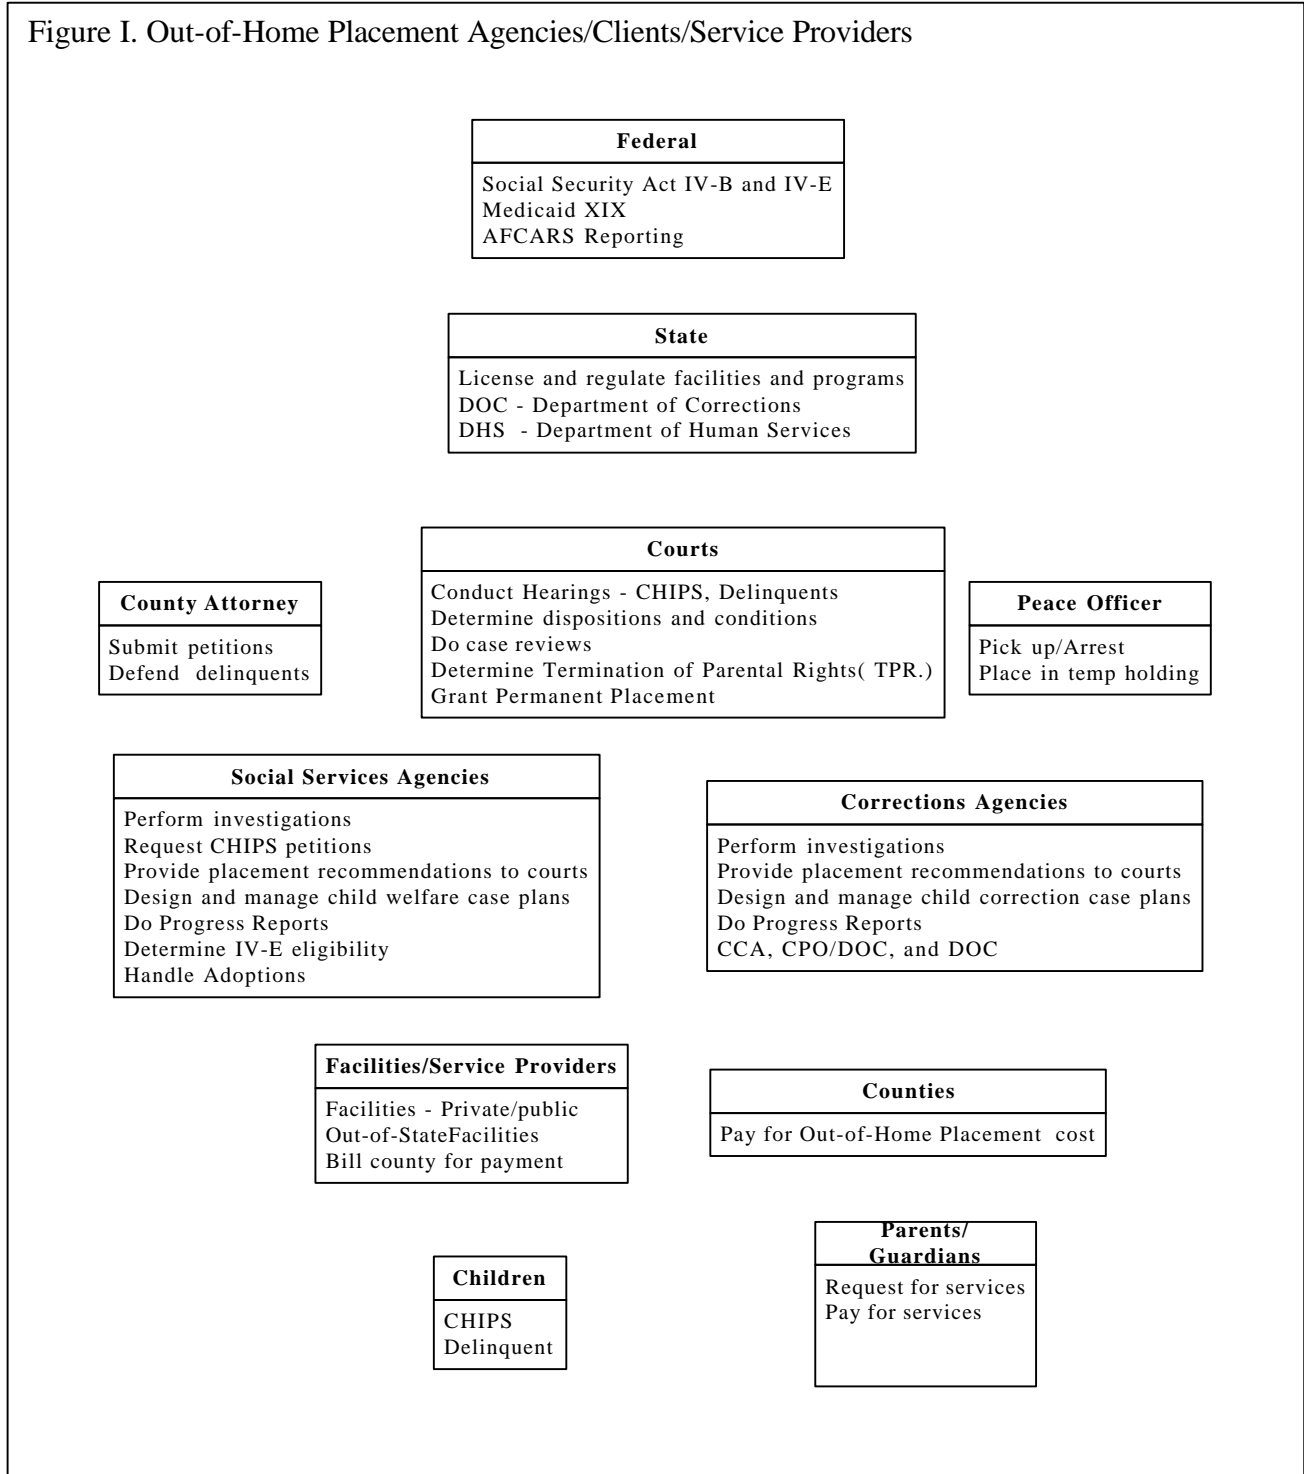 Figure I. Out-of-Home Placement Agencies/Clients/Service Providers
Federal
Social Security Act IV-B and IV-E
Medicaid XIX
AFCARS Reporting
State
License and regulate facilities and programs
DOC - Department of Corrections
DHS - Department of Human Services
Courts
Conduct Hearings - CHIPS, Delinquents
Determine dispositions and conditions
Do case reviews
Determine Termination of Parental Rights( TPR.)
Grant Permanent Placement
County Attorney
Submit petitions
Defend delinquents
Peace Officer
Pick up/Arrest
Place in temp holding
Social Services Agencies
Perform investigations
Request CHIPS petitions
Provide placement recommendations to courts
Design and manage child welfare case plans
Do Progress Reports
Determine IV-E eligibility
Handle Adoptions
Corrections Agencies
Perform investigations
Provide placement recommendations to courts
Design and manage child correction case plans
Do Progress Reports
CCA, CPO/DOC, and DOC
Facilities/Service Providers
Facilities - Private/public
Out-of-StateFacilities
Bill county for payment
Counties
Pay for Out-of-Home Placement cost
Children
CHIPS
Delinquent
Parents/
Guardians
Request for services
Pay for services